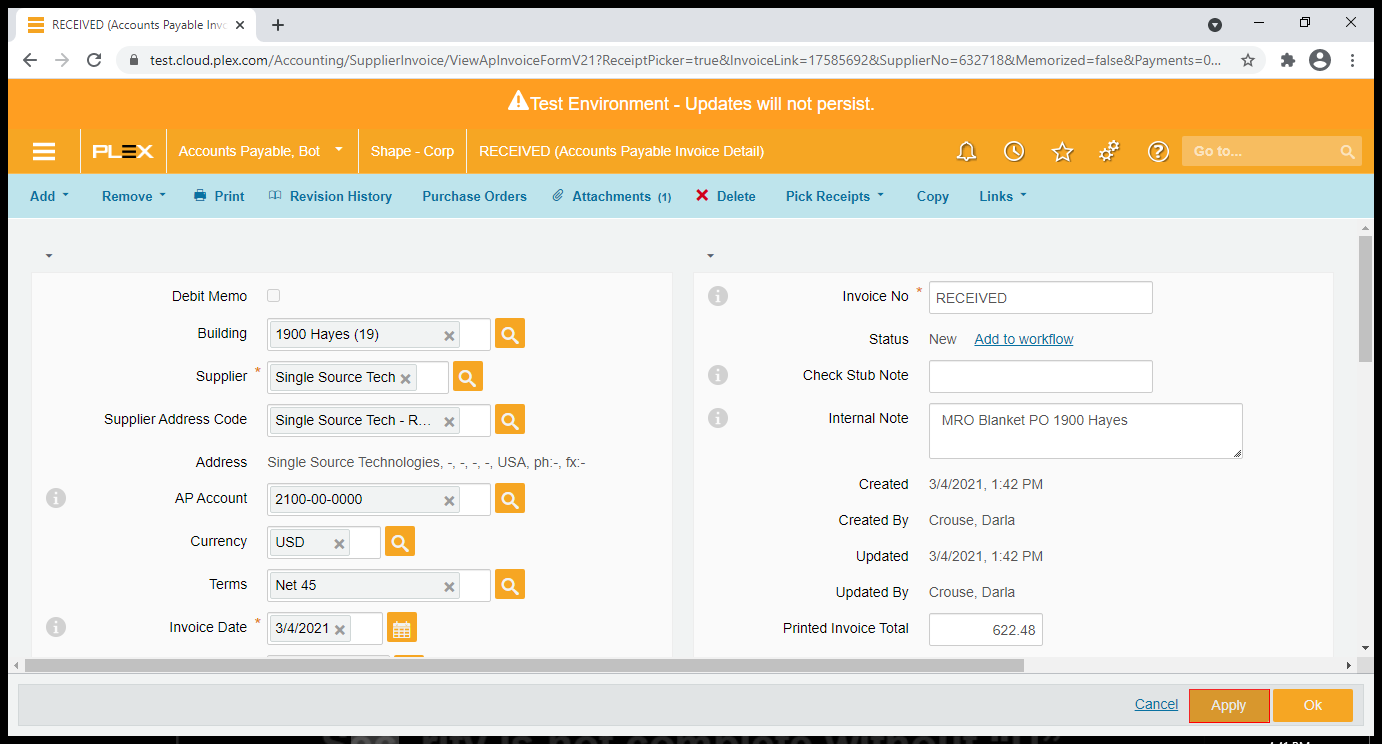 RECEIVED (Accounts Payable Invo
test.cloud.plex.com/Accounting/SupplierInvoice/ViewApInvoiceFormV21?ReceiptPicker=true&InvoiceLink=17585692&SupplierNo=632718&Memorized=false&Payments=0...
Test Environment - Updates will not persist.
PLEX Accounts Payable, Bot Shape - Corp RECEIVED (Accounts Payable Invoice Detail) Go to...
Add Remove Print Revision History Purchase Orders Attachments (1) Delete Pick Receipts Copy Links
Debit Memo
Building 1900 Hayes (19)
Supplier * Single Source Tech
Supplier Address Code Single Source Tech - R...
Address Single Source Technologies, -, -, -, -, USA, ph:-, fx:-
AP Account 2100-00-0000
Currency USD
Terms Net 45
Invoice Date * 3/4/2021
Invoice No * RECEIVED
Status New Add to workflow
Check Stub Note
Internal Note MRO Blanket PO 1900 Hayes
Created 3/4/2021, 1:42 PM
Created By Crouse, Darla
Updated 3/4/2021, 1:42 PM
Updated By Crouse, Darla
Printed Invoice Total 622.48
Cancel Apply Ok
is not complete without "U"